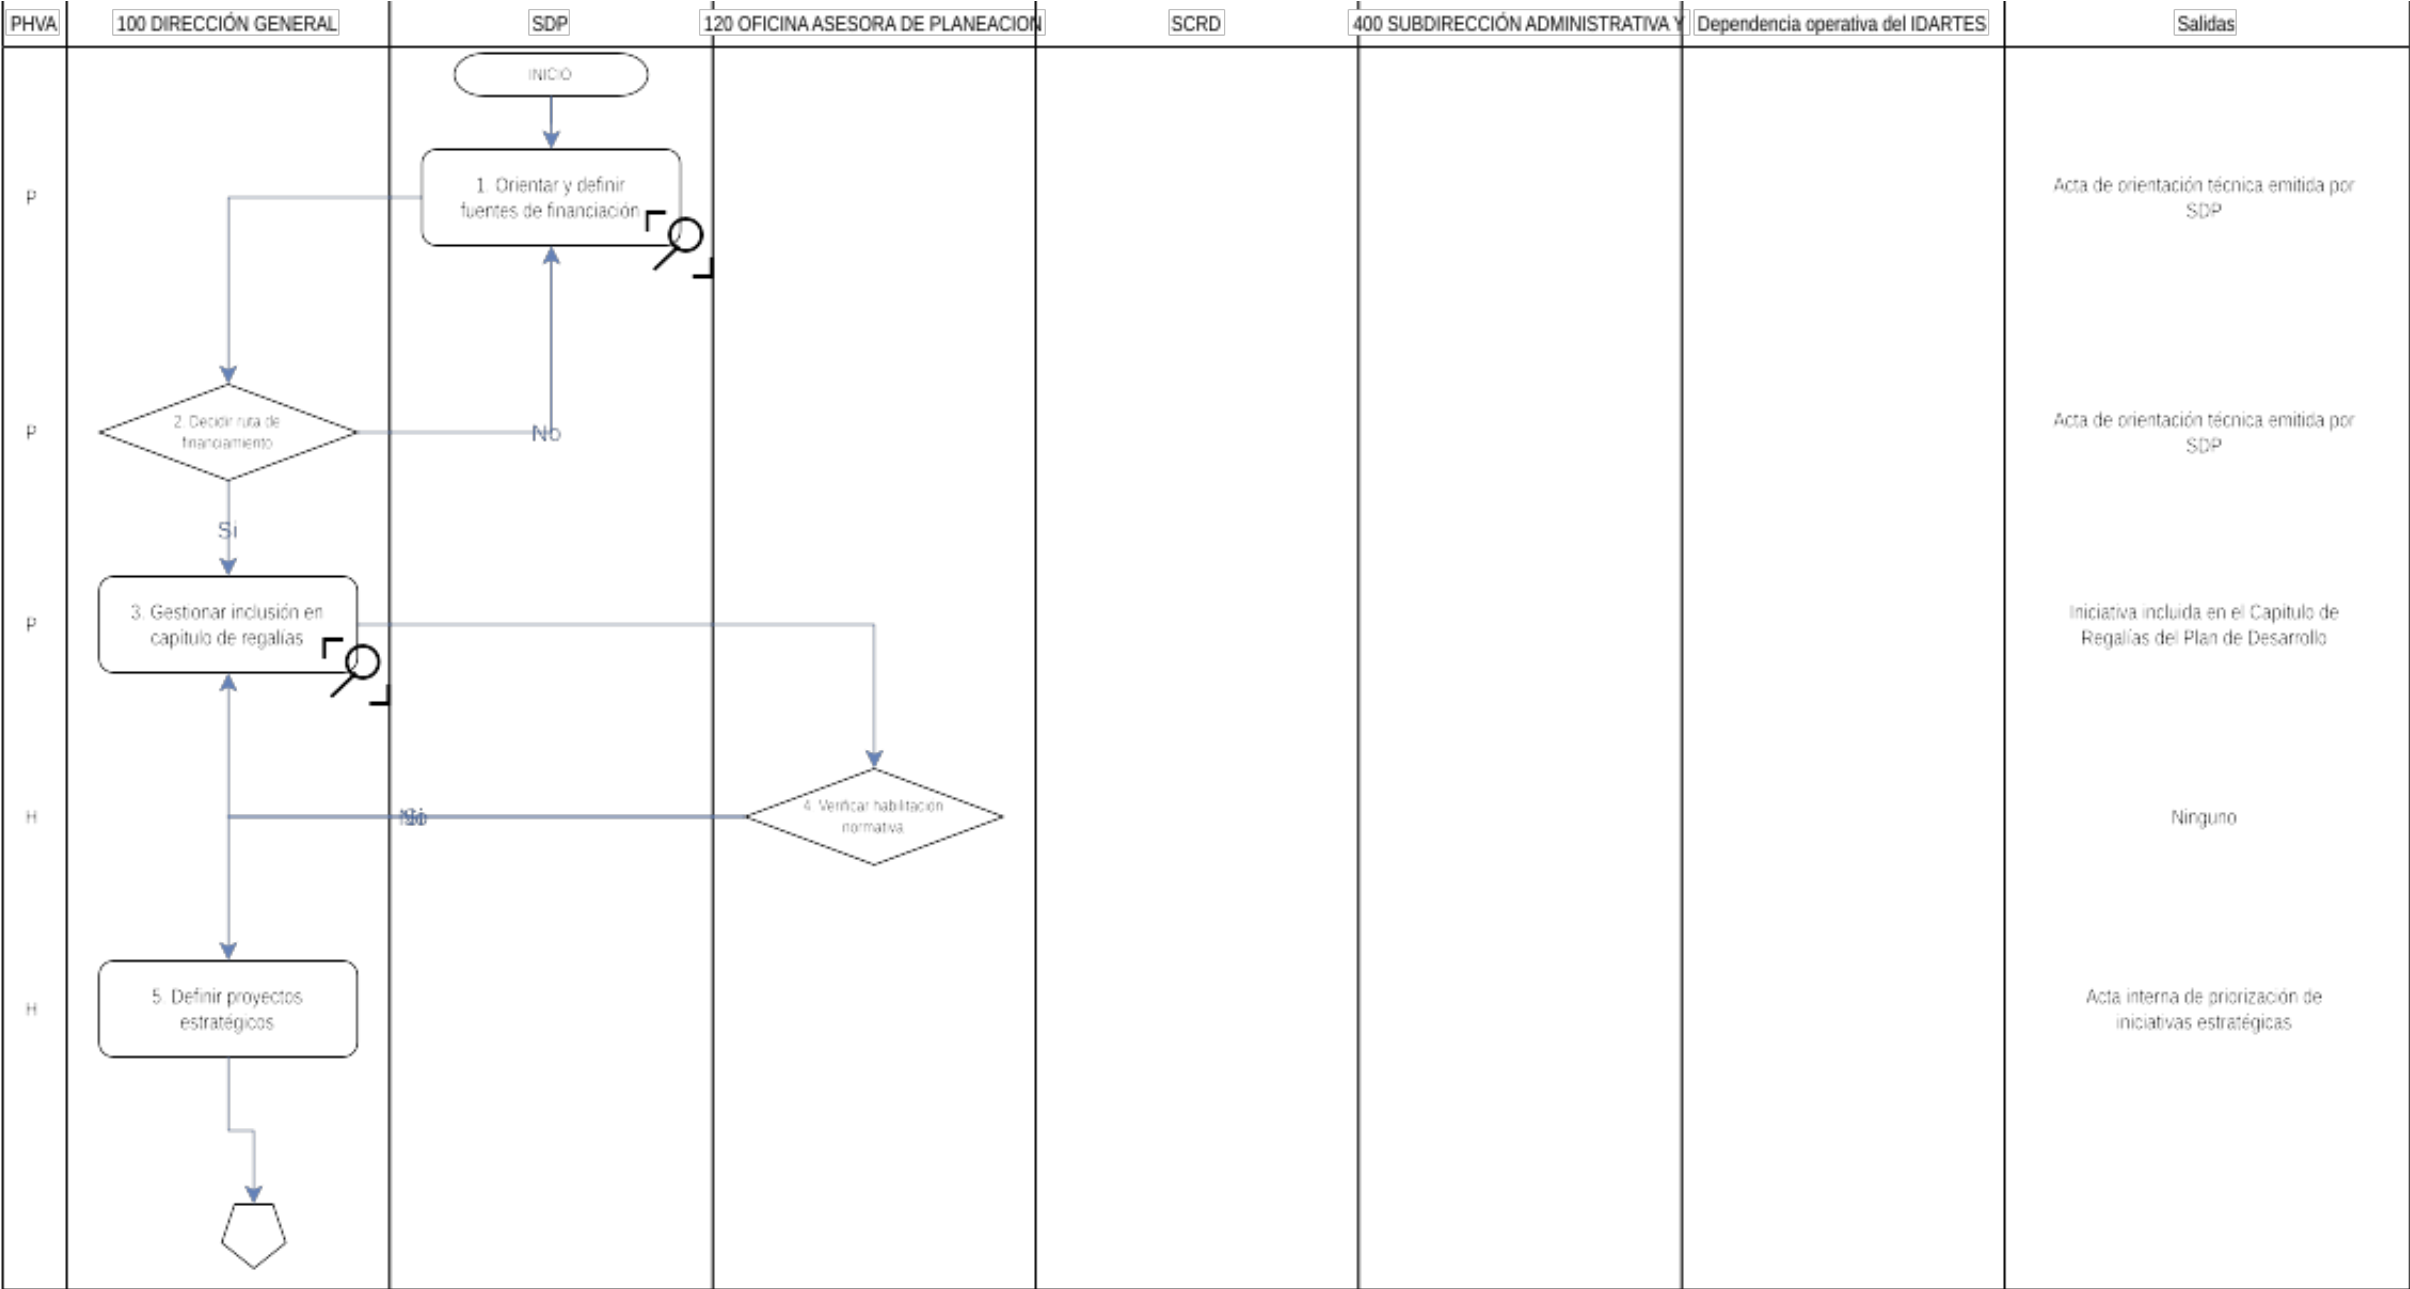 PHVA
100 DIRECCIÓN GENERAL
SDP
120 OFICINA ASESORA DE PLANEACION
SCRD
400 SUBDIRECCIÓN ADMINISTRATIVA Y
Dependencia operativa del IDARTES
Salidas
INICIO
P
1. Orientar y definir
fuentes de financiación
Acta de orientación técnica emitida por
SDP
P
2. Decidir ruta de
financiamiento
No
Acta de orientación técnica emitida por
SDP
Si
P
3. Gestionar inclusión en
capítulo de regalías
Iniciativa incluida en el Capítulo de
Regalías del Plan de Desarrollo
H
No
Si
4. Verificar habilitación
normativa
Ninguno
H
5. Definir proyectos
estratégicos
Acta interna de priorización de
iniciativas estratégicas